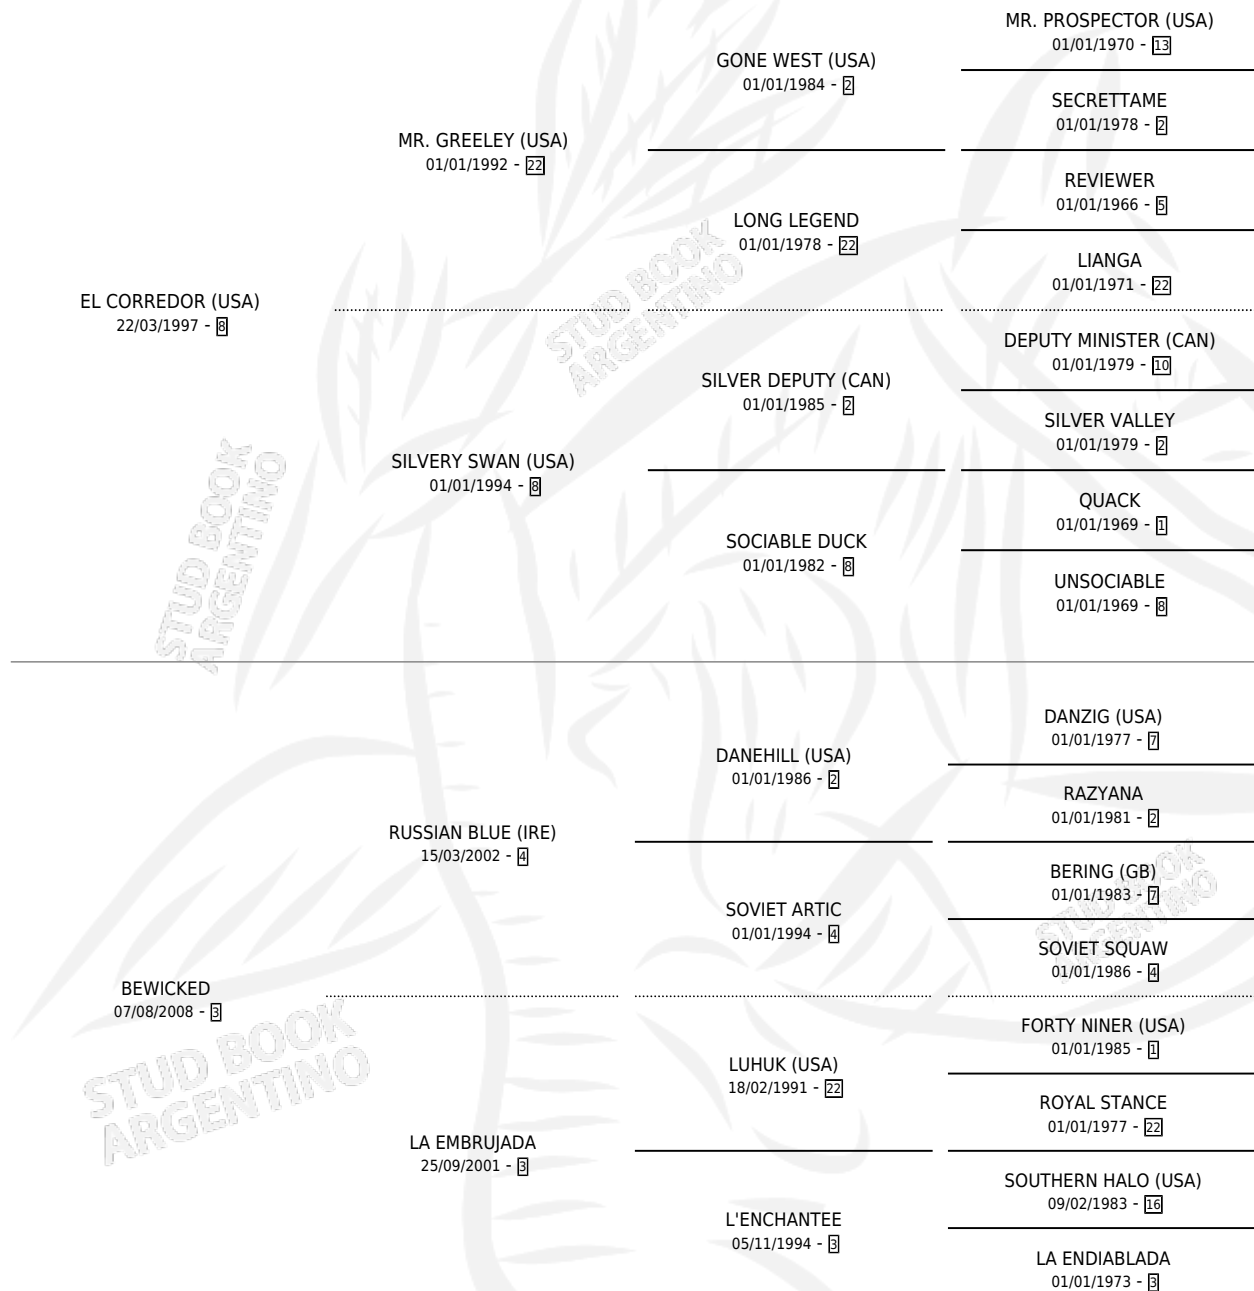 MR. PROSPECTOR (USA)
01/01/1970 - 13
GONE WEST (USA)
01/01/1984 - 2
SECRETTAME
01/01/1978 - 2
MR. GREELEY (USA)
01/01/1992 - 22
REVIEWER
01/01/1966 - 5
LONG LEGEND
01/01/1978 - 22
LIANGA
01/01/1971 - 22
EL CORREDOR (USA)
22/03/1997 - 8
STUD BOOK
ARGENTINO
DEPUTY MINISTER (CAN)
01/01/1979 - 10
SILVER DEPUTY (CAN)
01/01/1985 - 2
SILVER VALLEY
01/01/1979 - 2
SILVERY SWAN (USA)
01/01/1994 - 8
QUACK
01/01/1969 - 1
SOCIABLE DUCK
01/01/1982 - 8
UNSOCIABLE
01/01/1969 - 8
STUD BOOK
ARGENTINO
DANZIG (USA)
01/01/1977 - 7
DANEHILL (USA)
01/01/1986 - 2
RAZYANA
01/01/1981 - 2
RUSSIAN BLUE (IRE)
15/03/2002 - 4
BERING (GB)
01/01/1983 - 7
SOVIET ARTIC
01/01/1994 - 4
SOVIET SQUAW
01/01/1986 - 4
STUD BOOK
ARGENTINO
BEWICKED
07/08/2008 - 3
STUD BOOK
ARGENTINO
FORTY NINER (USA)
01/01/1985 - 1
LUHUK (USA)
18/02/1991 - 22
ROYAL STANCE
01/01/1977 - 22
LA EMBRUJADA
25/09/2001 - 3
SOUTHERN HALO (USA)
09/02/1983 - 16
L'ENCHANTEE
05/11/1994 - 3
LA ENDIABLADA
01/01/1973 - 3